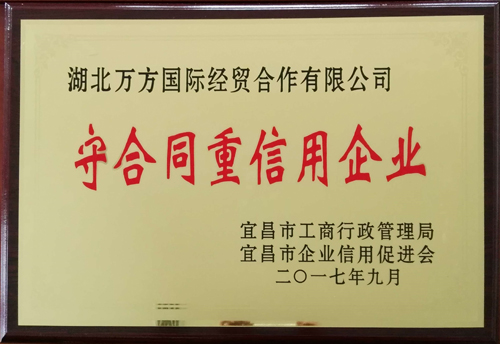 湖北万方国际经贸合作有限公司
守合同重信用企业
宜昌市工商行政管理局
宜昌市企业信用促进会
二〇一七年九月